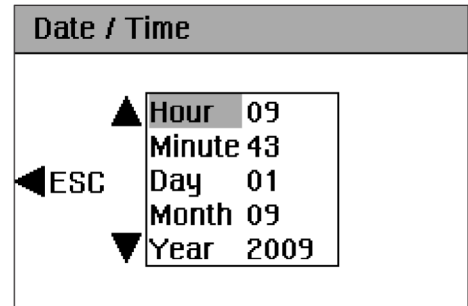 Date / Time
Hour 09
Minute 43
ESC
Day 01
Month 09
Year 2009